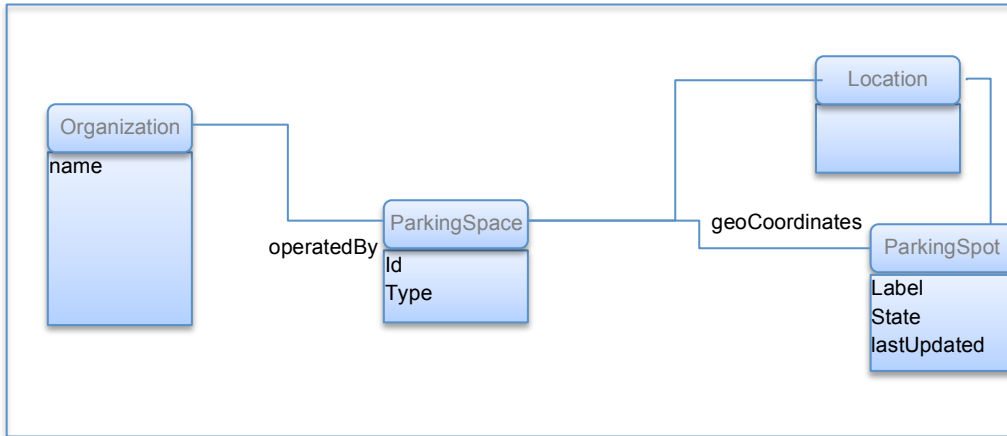 Location
Organization
name
ParkingSpace
geoCoordinates
operatedBy
ParkingSpot
Id
Type
Label
State
lastUpdated